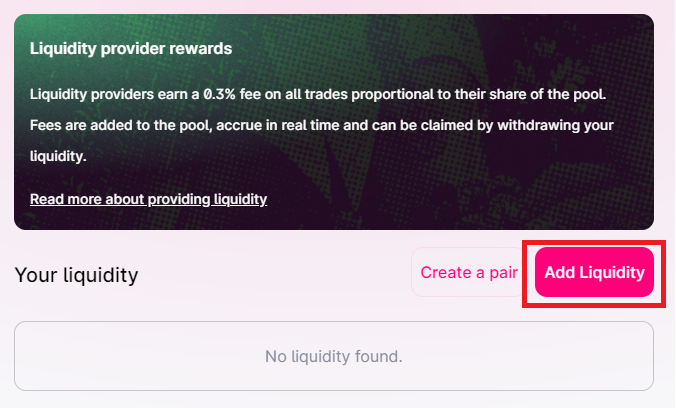 Liquidity provider rewards
Liquidity providers earn a 0.3% fee on all trades proportional to their share of the pool.
Fees are added to the pool, accrue in real time and can be claimed by withdrawing your
liquidity.
Read more about providing liquidity
Your liquidity
Create a pair
Add Liquidity
No liquidity found.